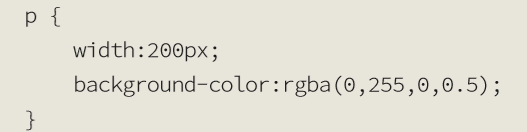 p {
    width:200px;
    background-color:rgba(0,255,0,0.5);
}